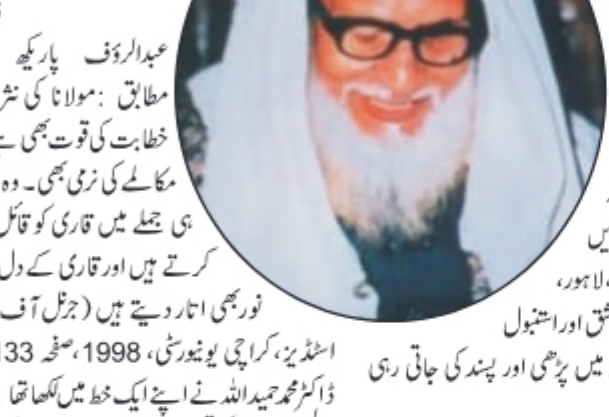 عبدالرؤف پاریکھ
مطابق :مولانا کی نثر
خطابت کی قوت بھی ہے
مکالمے کی نرمی بھی۔ وہ
ہی جملے میں قاری کو قائل
کرتے ہیں اور قاری کے دل
نور بھی اتار دیتے ہیں (جرنل آف
اسٹڈیز، کراچی یونیورسٹی، 1998، صفحہ 133
ڈاکٹر محمد حمید اللہ نے اپنے ایک خط میں لکھا تھا
لاہور،
اور استنبول
میں پڑھی اور پسند کی جاتی رہی